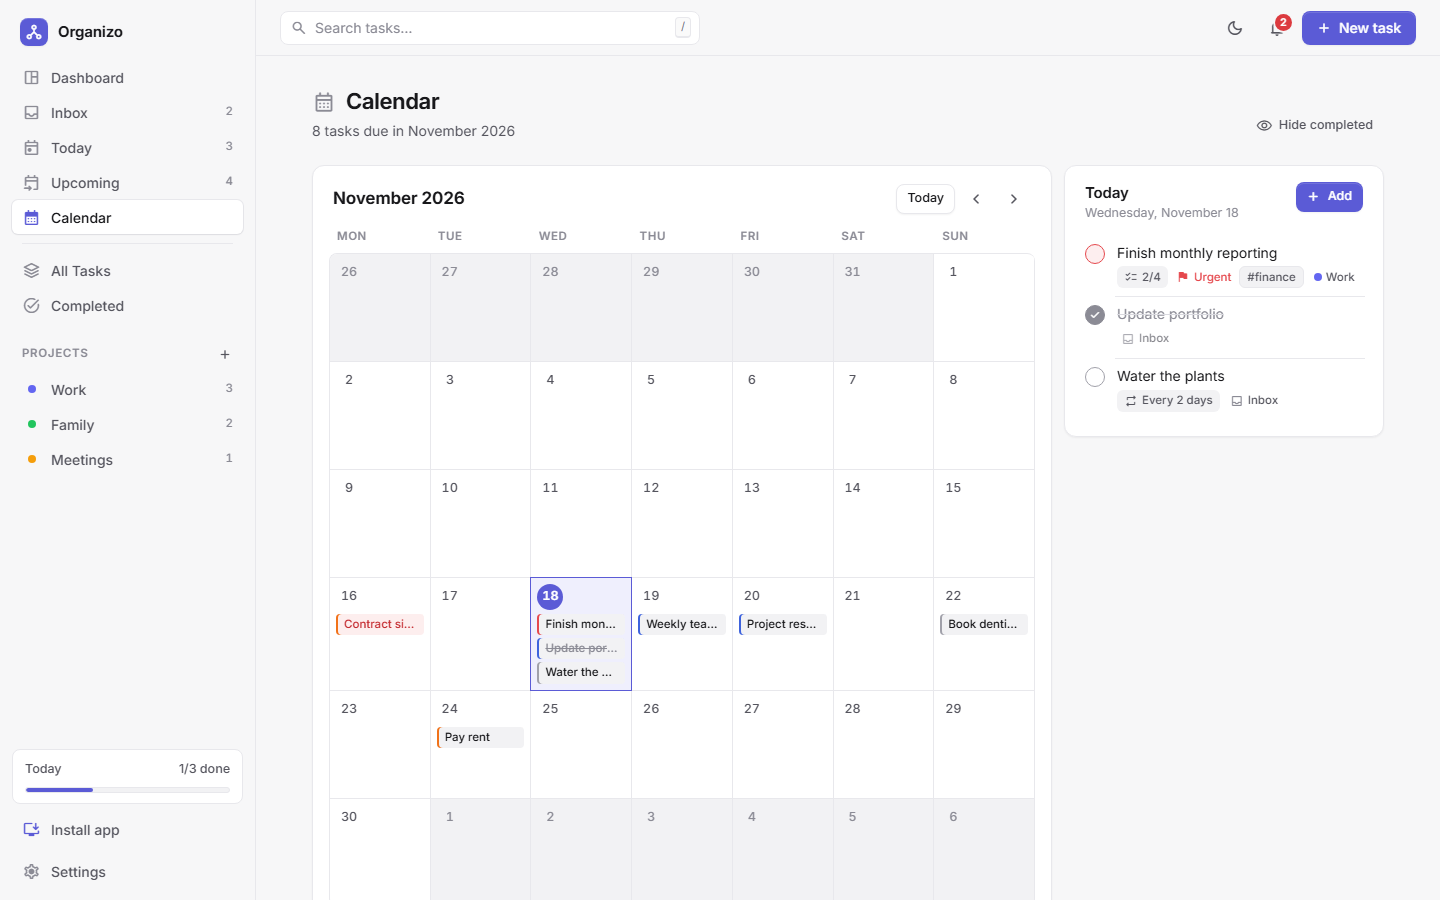 Organizo
Dashboard
Inbox 2
Today 3
Upcoming 4
Calendar
All Tasks
Completed
PROJECTS +
Work 3
Family 2
Meetings 1
Today 1/3 done
Install app
Settings
Search tasks... /
2
+ New task
Calendar
8 tasks due in November 2026
Hide completed
November 2026
Today
MON TUE WED THU FRI SAT SUN
26 27 28 29 30 31 1
2 3 4 5 6 7 8
9 10 11 12 13 14 15
16 17 18 19 20 21 22
Contract si... Finish mon... Weekly tea... Project res... Book denti...
Update por...
Water the ...
23 24 25 26 27 28 29
Pay rent
30 1 2 3 4 5 6
Today
Wednesday, November 18
+ Add
Finish monthly reporting
2/4 Urgent #finance Work
Update portfolio
Inbox
Water the plants
Every 2 days Inbox